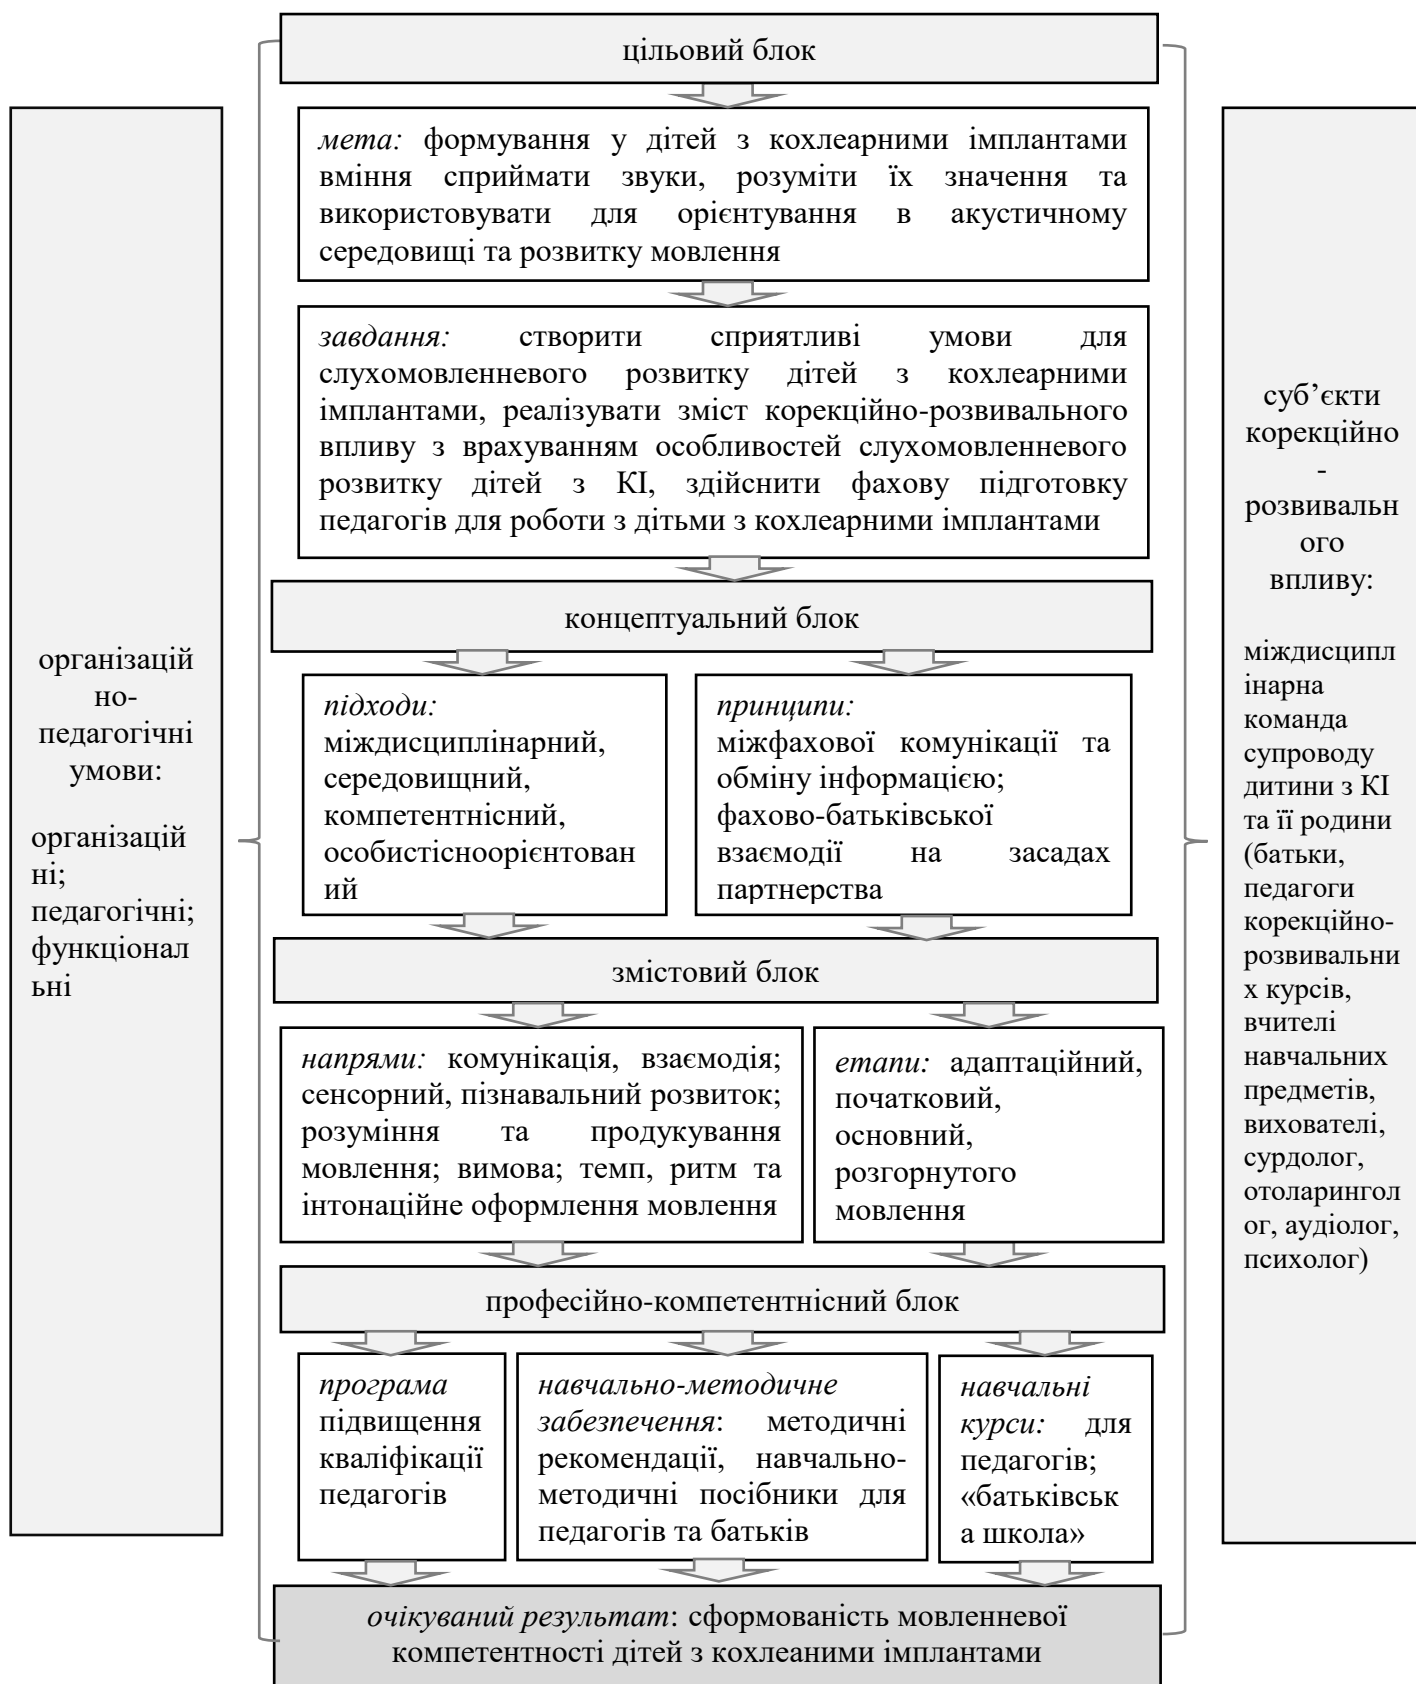 цільовий блок
мета: формування у дітей з кохлеарними імплантами
вміння сприймати звуки, розуміти їх значення та
використовувати для орієнтування в акустичному
середовищі та розвитку мовлення
завдання: створити сприятливі умови для
слухомовленнєвого розвитку дітей з кохлеарними
імплантами, реалізувати зміст корекційно-розвивального
впливу з врахуванням особливостей слухомовленнєвого
розвитку дітей з КІ, здійснити фахову підготовку
педагогів для роботи з дітьми з кохлеарними імплантами
концептуальний блок
підходи:
міждисциплінарний,
середовищний,
компетентнісний,
особистісноорієнтован
ий
принципи:
міжфахової комунікації та
обміну інформацією;
фахово-батьківської
взаємодії на засадах
партнерства
змістовий блок
напрями: комунікація, взаємодія;
сенсорний, пізнавальний розвиток;
розуміння та продукування
мовлення; вимова; темп, ритм та
інтонаційне оформлення мовлення
етапи: адаптаційний,
початковий,
основний,
розгорнутого
мовлення
професійно-компетентнісний блок
програма
підвищення
кваліфікації
педагогів
навчально-методичне
забезпечення: методичні
рекомендації, навчально-
методичні посібники для
педагогів та батьків
навчальні
курси: для
педагогів;
«батьківськ
а школа»
очікуваний результат: сформованість мовленнєвої
компетентності дітей з кохлеаними імплантами
організацій
но-
педагогічні
умови:
організацій
ні;
педагогічні;
функціонал
ьні
суб’єкти
корекційно
-
розвивальн
ого
впливу:
міждисципл
інарна
команда
супроводу
дитини з КІ
та її родини
(батьки,
педагоги
корекційно-
розвивальни
х курсів,
вчителі
навчальних
предметів,
вихователі,
сурдолог,
отоларингол
ог, аудіолог,
психолог)